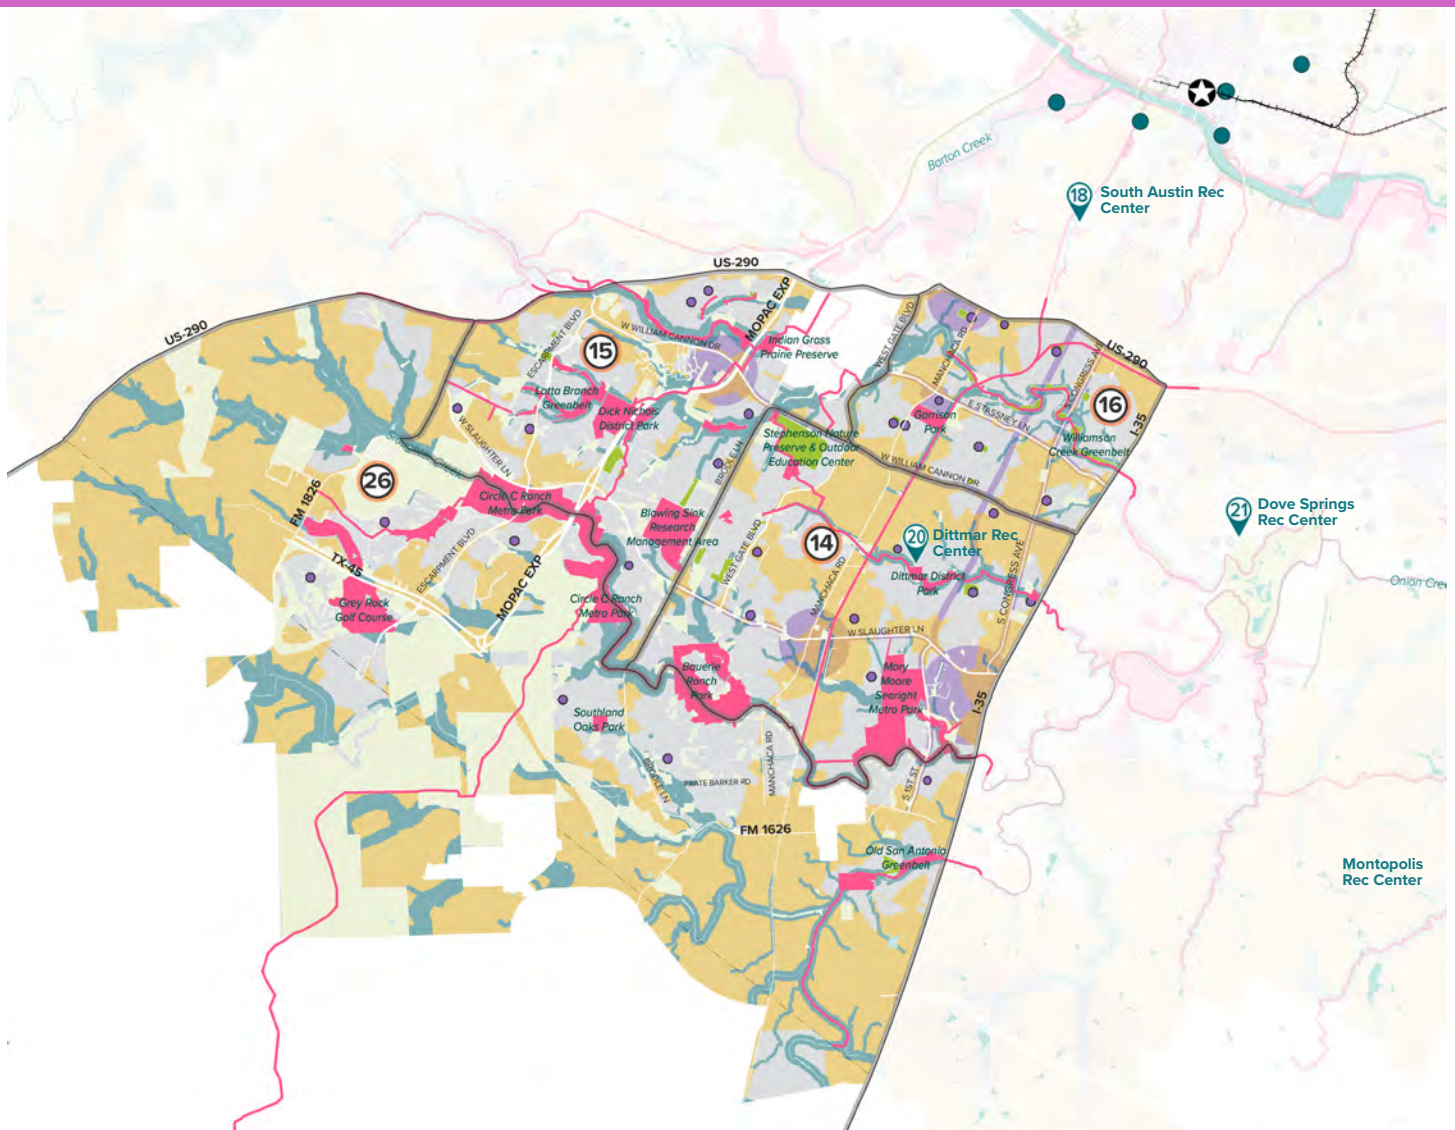 Barton Creek
18
South Austin Rec
Center
US-290
US-290
MOPAC EXP
WEST GATE BLVD
MANCHACA RD
US-290
ESCARPMENT BLVD
W WILLIAM CANNON DR
15
Indian Grass
Prairie Preserve
S CONGRESS AVE
16
Latta Branch
Greenbelt
Dick Nichols
District Park
Garrison
Park
E STASSNEY LN
I-35
Williamson
Creek Greenbelt
W SLAUGHTER LN
Stephenson Nature
Preserve & Outdoor
Education Center
BRODIE LN
W WILLIAM CANNON DR
26
FM 1826
Circle C Ranch
Metro Park
Blowing Sink
Research
Management Area
WEST GATE BLVD
14
20
Dittmar Rec
Center
21
Dove Springs
Rec Center
TX-45
ESCARPMENT BLVD
MOPAC EXP
MANCHACA RD
Dittmar District
Park
S CONGRESS AVE
Onion Cree
Grey Rock
Golf Course
Circle C Ranch
Metro Park
W SLAUGHTER LN
Bauerle
Ranch
Park
Mary
Moore
Searight
Metro Park
I-35
Southland
Oaks Park
BRODIE LN
FRATE BARKER RD
MANCHACA RD
S 1ST ST
FM 1626
Old San Antonio
Greenbelt
Montopolis
Rec Center